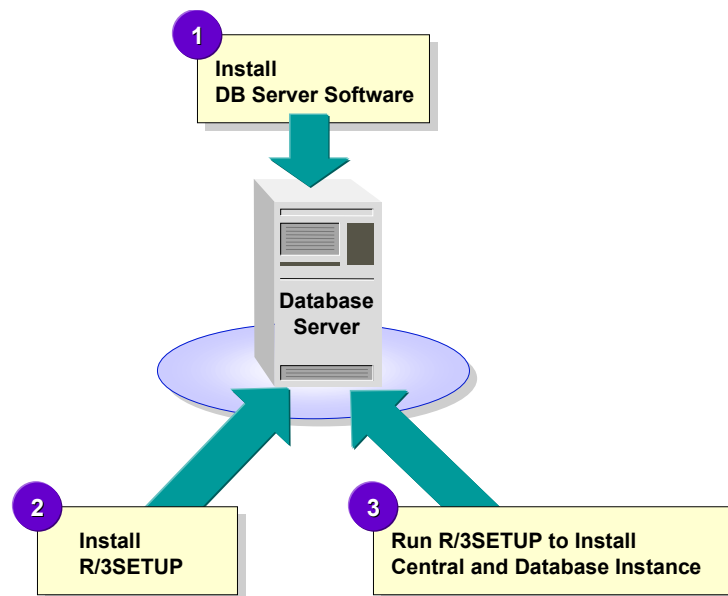 1
Install
DB Server Software
Database
Server
2
Install
R/3SETUP
3
Run R/3SETUP to Install
Central and Database Instance